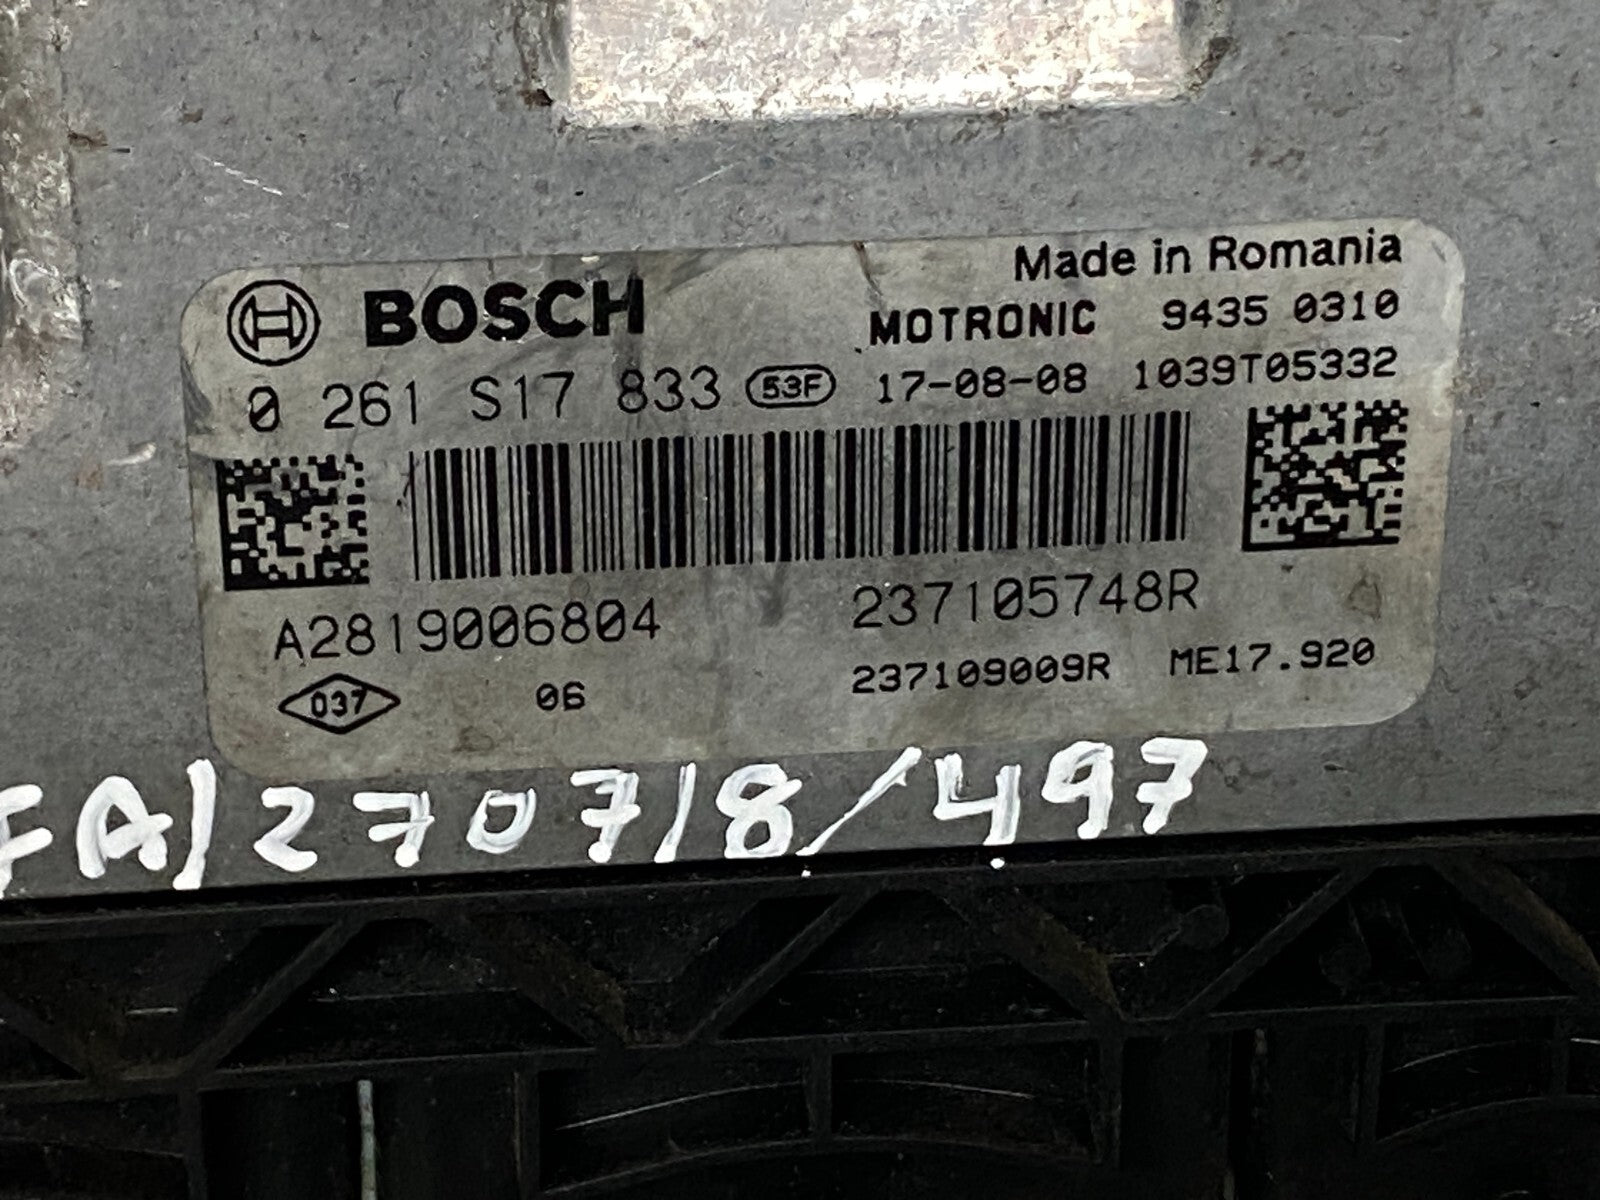 Made in Romania
BOSCH MOTRONIC 9435 0310
0 261 S17 833 53F 17-08-08 1039T05332
A2819006804 237105748R
037 06 237109009R ME17.920
FA/270718/497